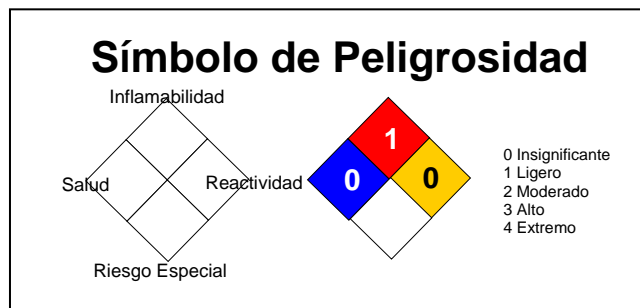 Símbolo de Peligrosidad
Inflamabilidad
Salud
Reactividad
Riesgo Especial
1
0
0
0 Insignificante
1 Ligero
2 Moderado
3 Alto
4 Extremo